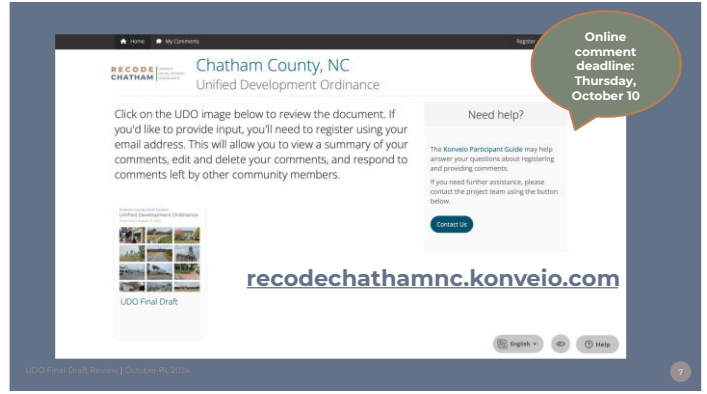 Home My Comments Register
Online
comment
deadline:
Thursday,
October 10
RECODE
CHATHAM
UNIFIED
DEVELOPMENT
ORDINANCE
Chatham County, NC
Unified Development Ordinance
Click on the UDO image below to review the document. If
you'd like to provide input, you'll need to register using your
email address. This will allow you to view a summary of your
comments, edit and delete your comments, and respond to
comments left by other community members.
Need help?
The Konveio Participant Guide may help
answer your questions about registering
and providing comments.
If you need further assistance, please
contact the project team using the button
below.
Contact Us
Unified Development Ordinance
UDO Final Draft
recodechathamnc.konveio.com
English
Help
UDO Final Draft Review | October 2024
7